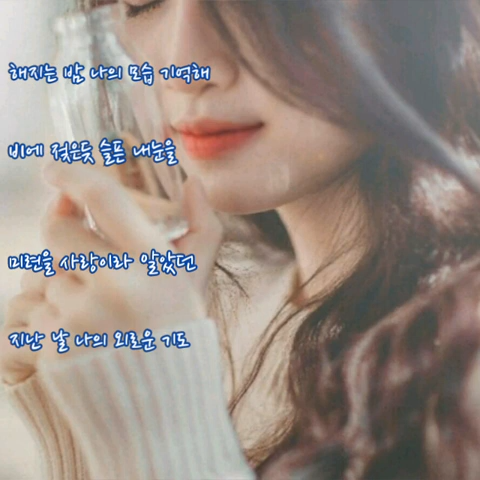 해지는 밤 나의 모습 기억해
비에 젖은듯 슬픈 내눈을
미련을 사랑이라 알았던
지난 날 나의 외로운 기도